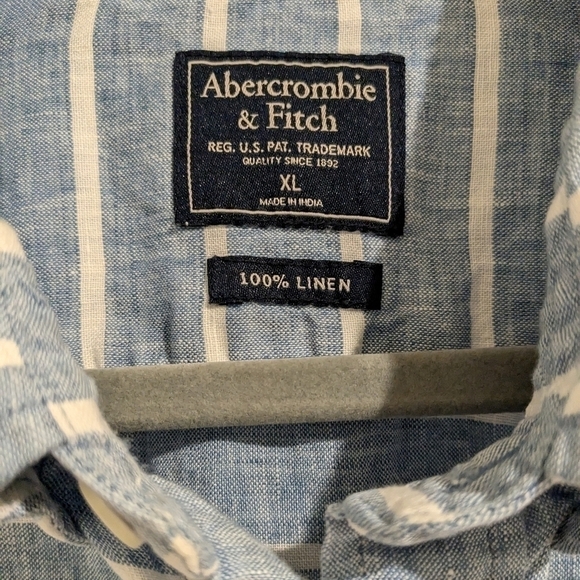 Abercrombie
& Fitch
REG. U.S. PAT. TRADEMARK
QUALITY SINCE 1892
XL
MADE IN INDIA
100% LINEN